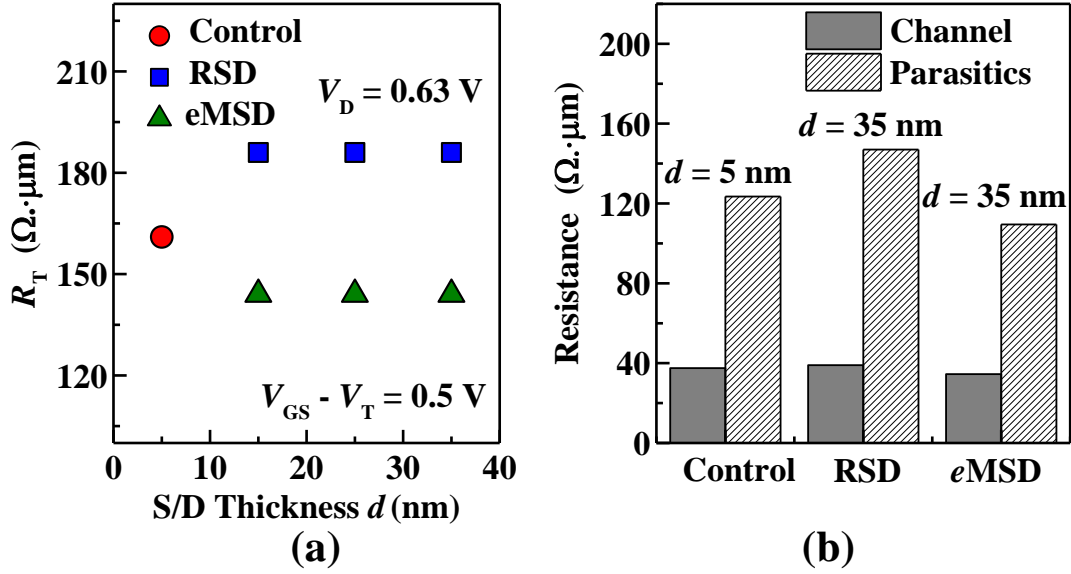 Control
RSD
eMSD
V_D = 0.63 V
V_GS - V_T = 0.5 V
210
180
150
120
R_T (Ω.·μm)
0 10 20 30 40
S/D Thickness d (nm)
(a)
Channel
Parasitics
d = 5 nm
d = 35 nm
d = 35 nm
200
160
120
80
40
0
Resistance (Ω.·μm)
Control RSD eMSD
(b)